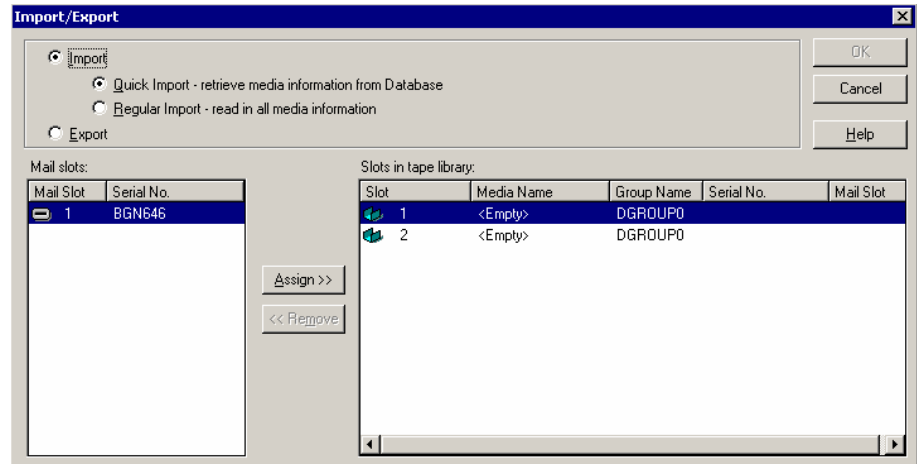 Import/Export
Import
Quick Import - retrieve media information from Database
Regular Import - read in all media information
Export
OK
Cancel
Help
Mail slots:
Mail Slot Serial No.
1 BGN646
Assign >>
<< Remove
Slots in tape library:
Slot Media Name Group Name Serial No. Mail Slot
1 <Empty> DGROUP0
2 <Empty> DGROUP0